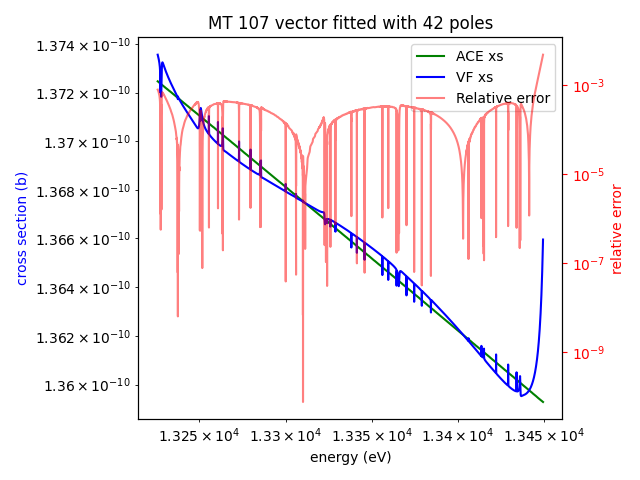 MT 107 vector fitted with 42 poles
ACE xs
VF xs
Relative error
cross section (b)
1.374 × 10⁻¹⁰
1.372 × 10⁻¹⁰
1.37 × 10⁻¹⁰
1.368 × 10⁻¹⁰
1.366 × 10⁻¹⁰
1.364 × 10⁻¹⁰
1.362 × 10⁻¹⁰
1.36 × 10⁻¹⁰
10⁻³
10⁻⁵
10⁻⁷
10⁻⁹
relative error
1.325 × 10⁴ 1.33 × 10⁴ 1.335 × 10⁴ 1.34 × 10⁴ 1.345 × 10⁴
energy (eV)